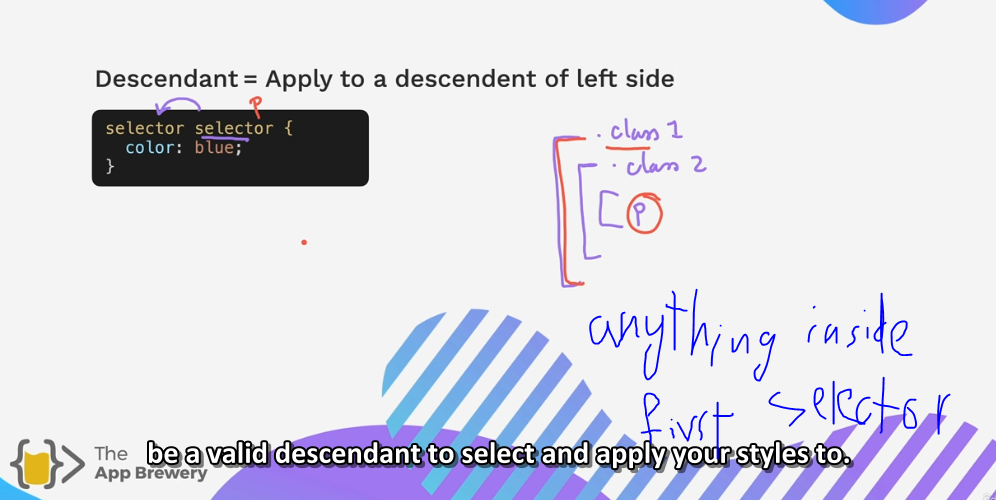 Descendant = Apply to a descendent of left side
p
selector selector {
color: blue;
}
. class 1
. class 2
p
anything inside
first selector
be a valid descendant to select and apply your styles to.
The
App Brewery